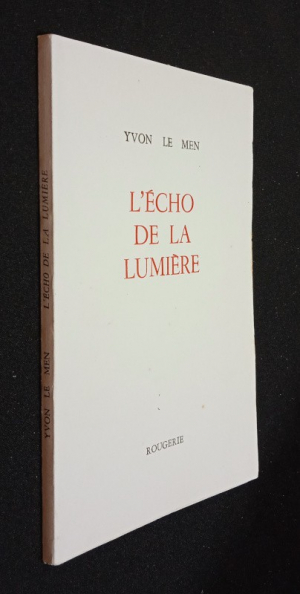 YVON LE MEN
L'ÉCHO
DE LA
LUMIÈRE
ROUGERIE
YVON LE MEN L'ÉCHO DE LA LUMIÈRE